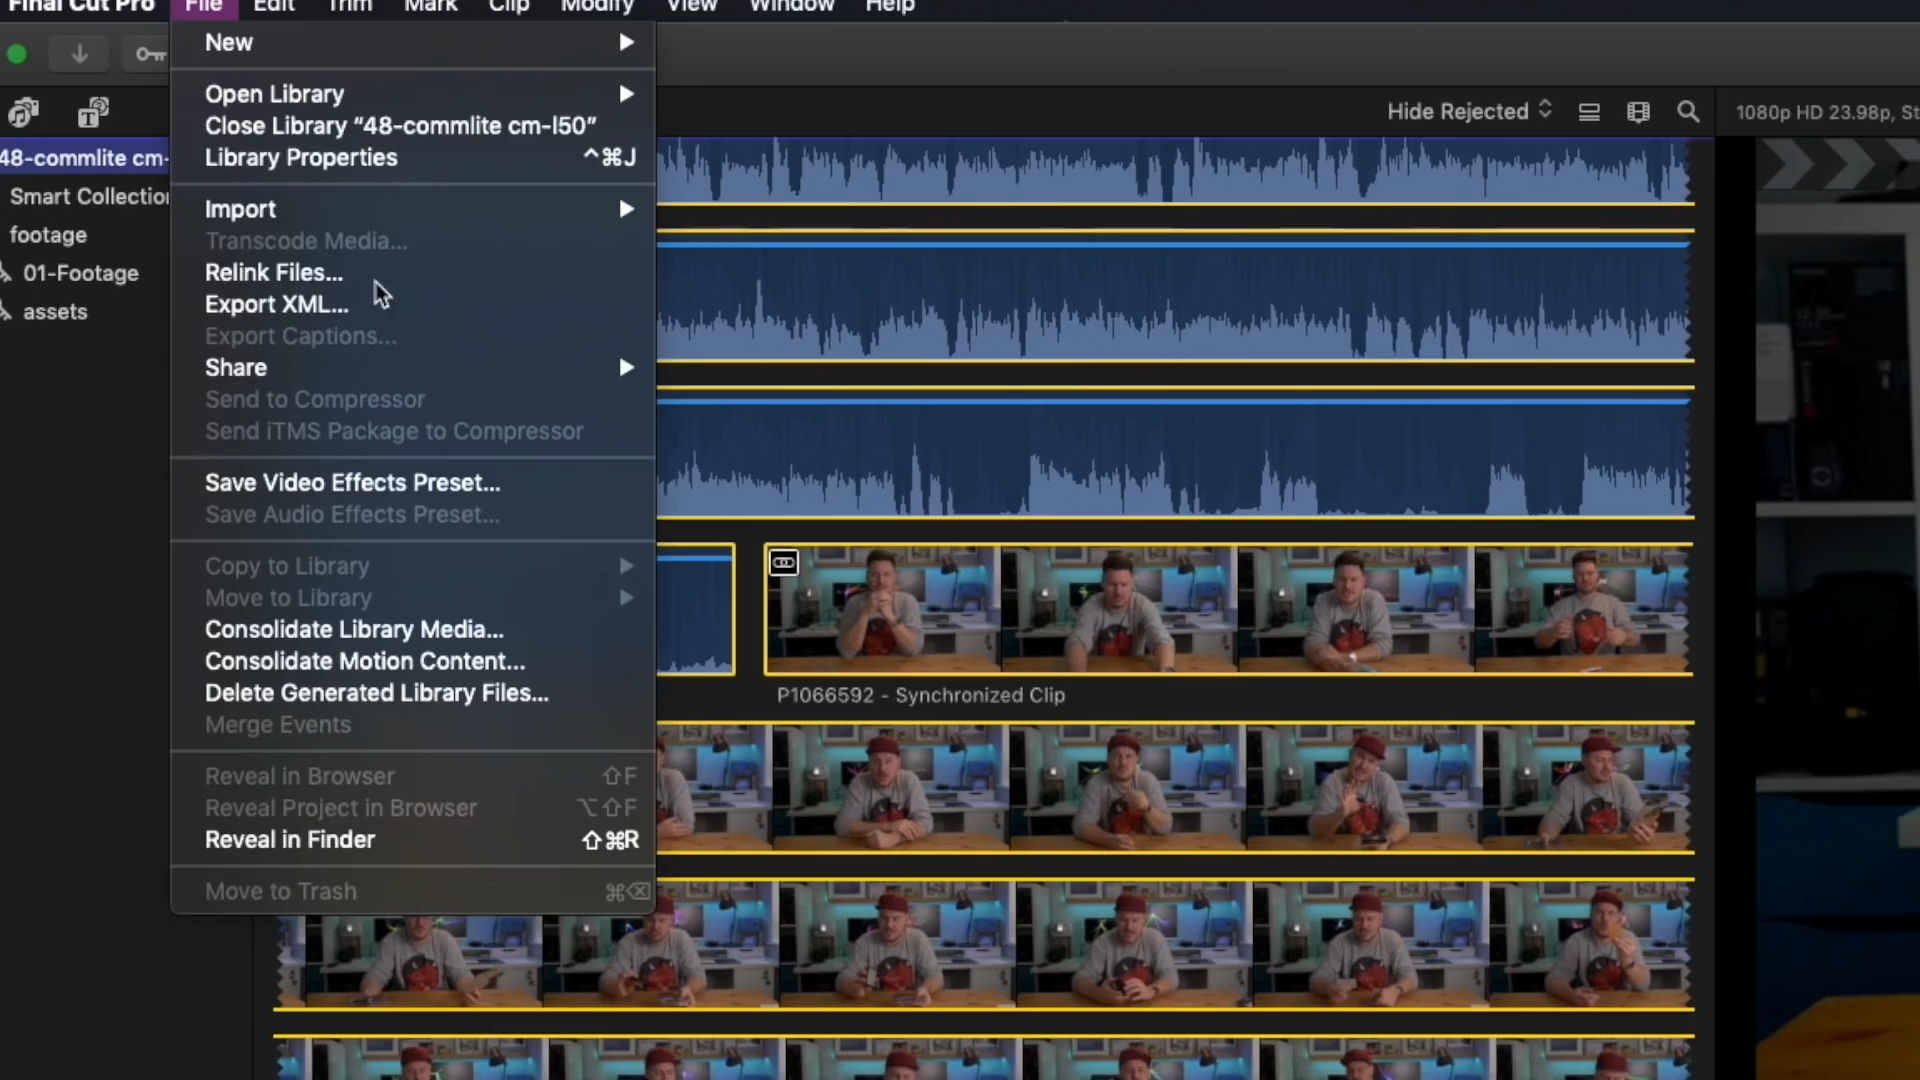 Final Cut Pro File Edit Trim Mark Clip Modify View Window Help
New
Open Library
Close Library “48-commlite cm-l50”
Library Properties ^⌘J
Import
Transcode Media...
Relink Files...
Export XML...
Export Captions...
Share
Send to Compressor
Send iTMS Package to Compressor
Save Video Effects Preset...
Save Audio Effects Preset...
Copy to Library
Move to Library
Consolidate Library Media...
Consolidate Motion Content...
Delete Generated Library Files...
Merge Events
Reveal in Browser ⇧F
Reveal Project in Browser ⌥⇧F
Reveal in Finder ⇧⌘R
Move to Trash ⌘⌫
48-commlite cm-
Smart Collection
footage
01-Footage
assets
Hide Rejected
1080p HD 23.98p, St
P1066592 - Synchronized Clip